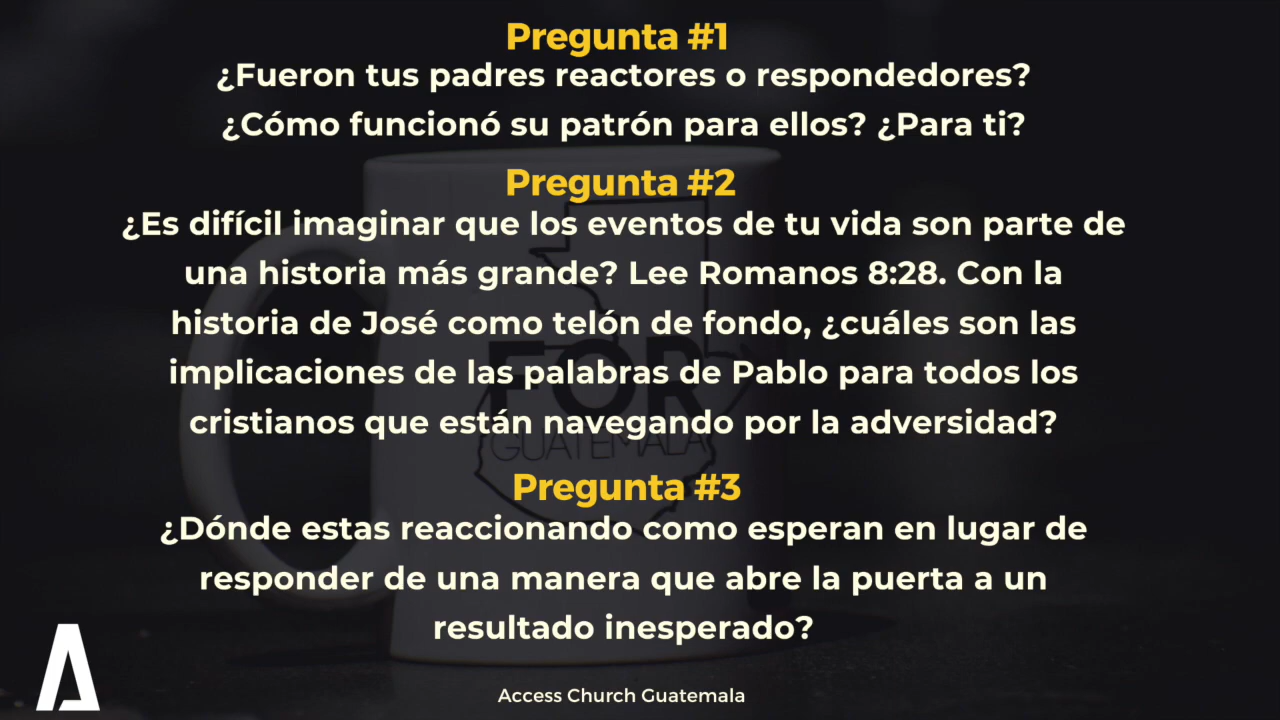 Pregunta #1
¿Fueron tus padres reactores o respondedores?
¿Cómo funcionó su patrón para ellos? ¿Para ti?
Pregunta #2
¿Es difícil imaginar que los eventos de tu vida son parte de
una historia más grande? Lee Romanos 8:28. Con la
historia de José como telón de fondo, ¿cuáles son las
implicaciones de las palabras de Pablo para todos los
cristianos que están navegando por la adversidad?
Pregunta #3
¿Dónde estas reaccionando como esperan en lugar de
responder de una manera que abre la puerta a un
resultado inesperado?
FOR
GUATEMALA
A
Access Church Guatemala